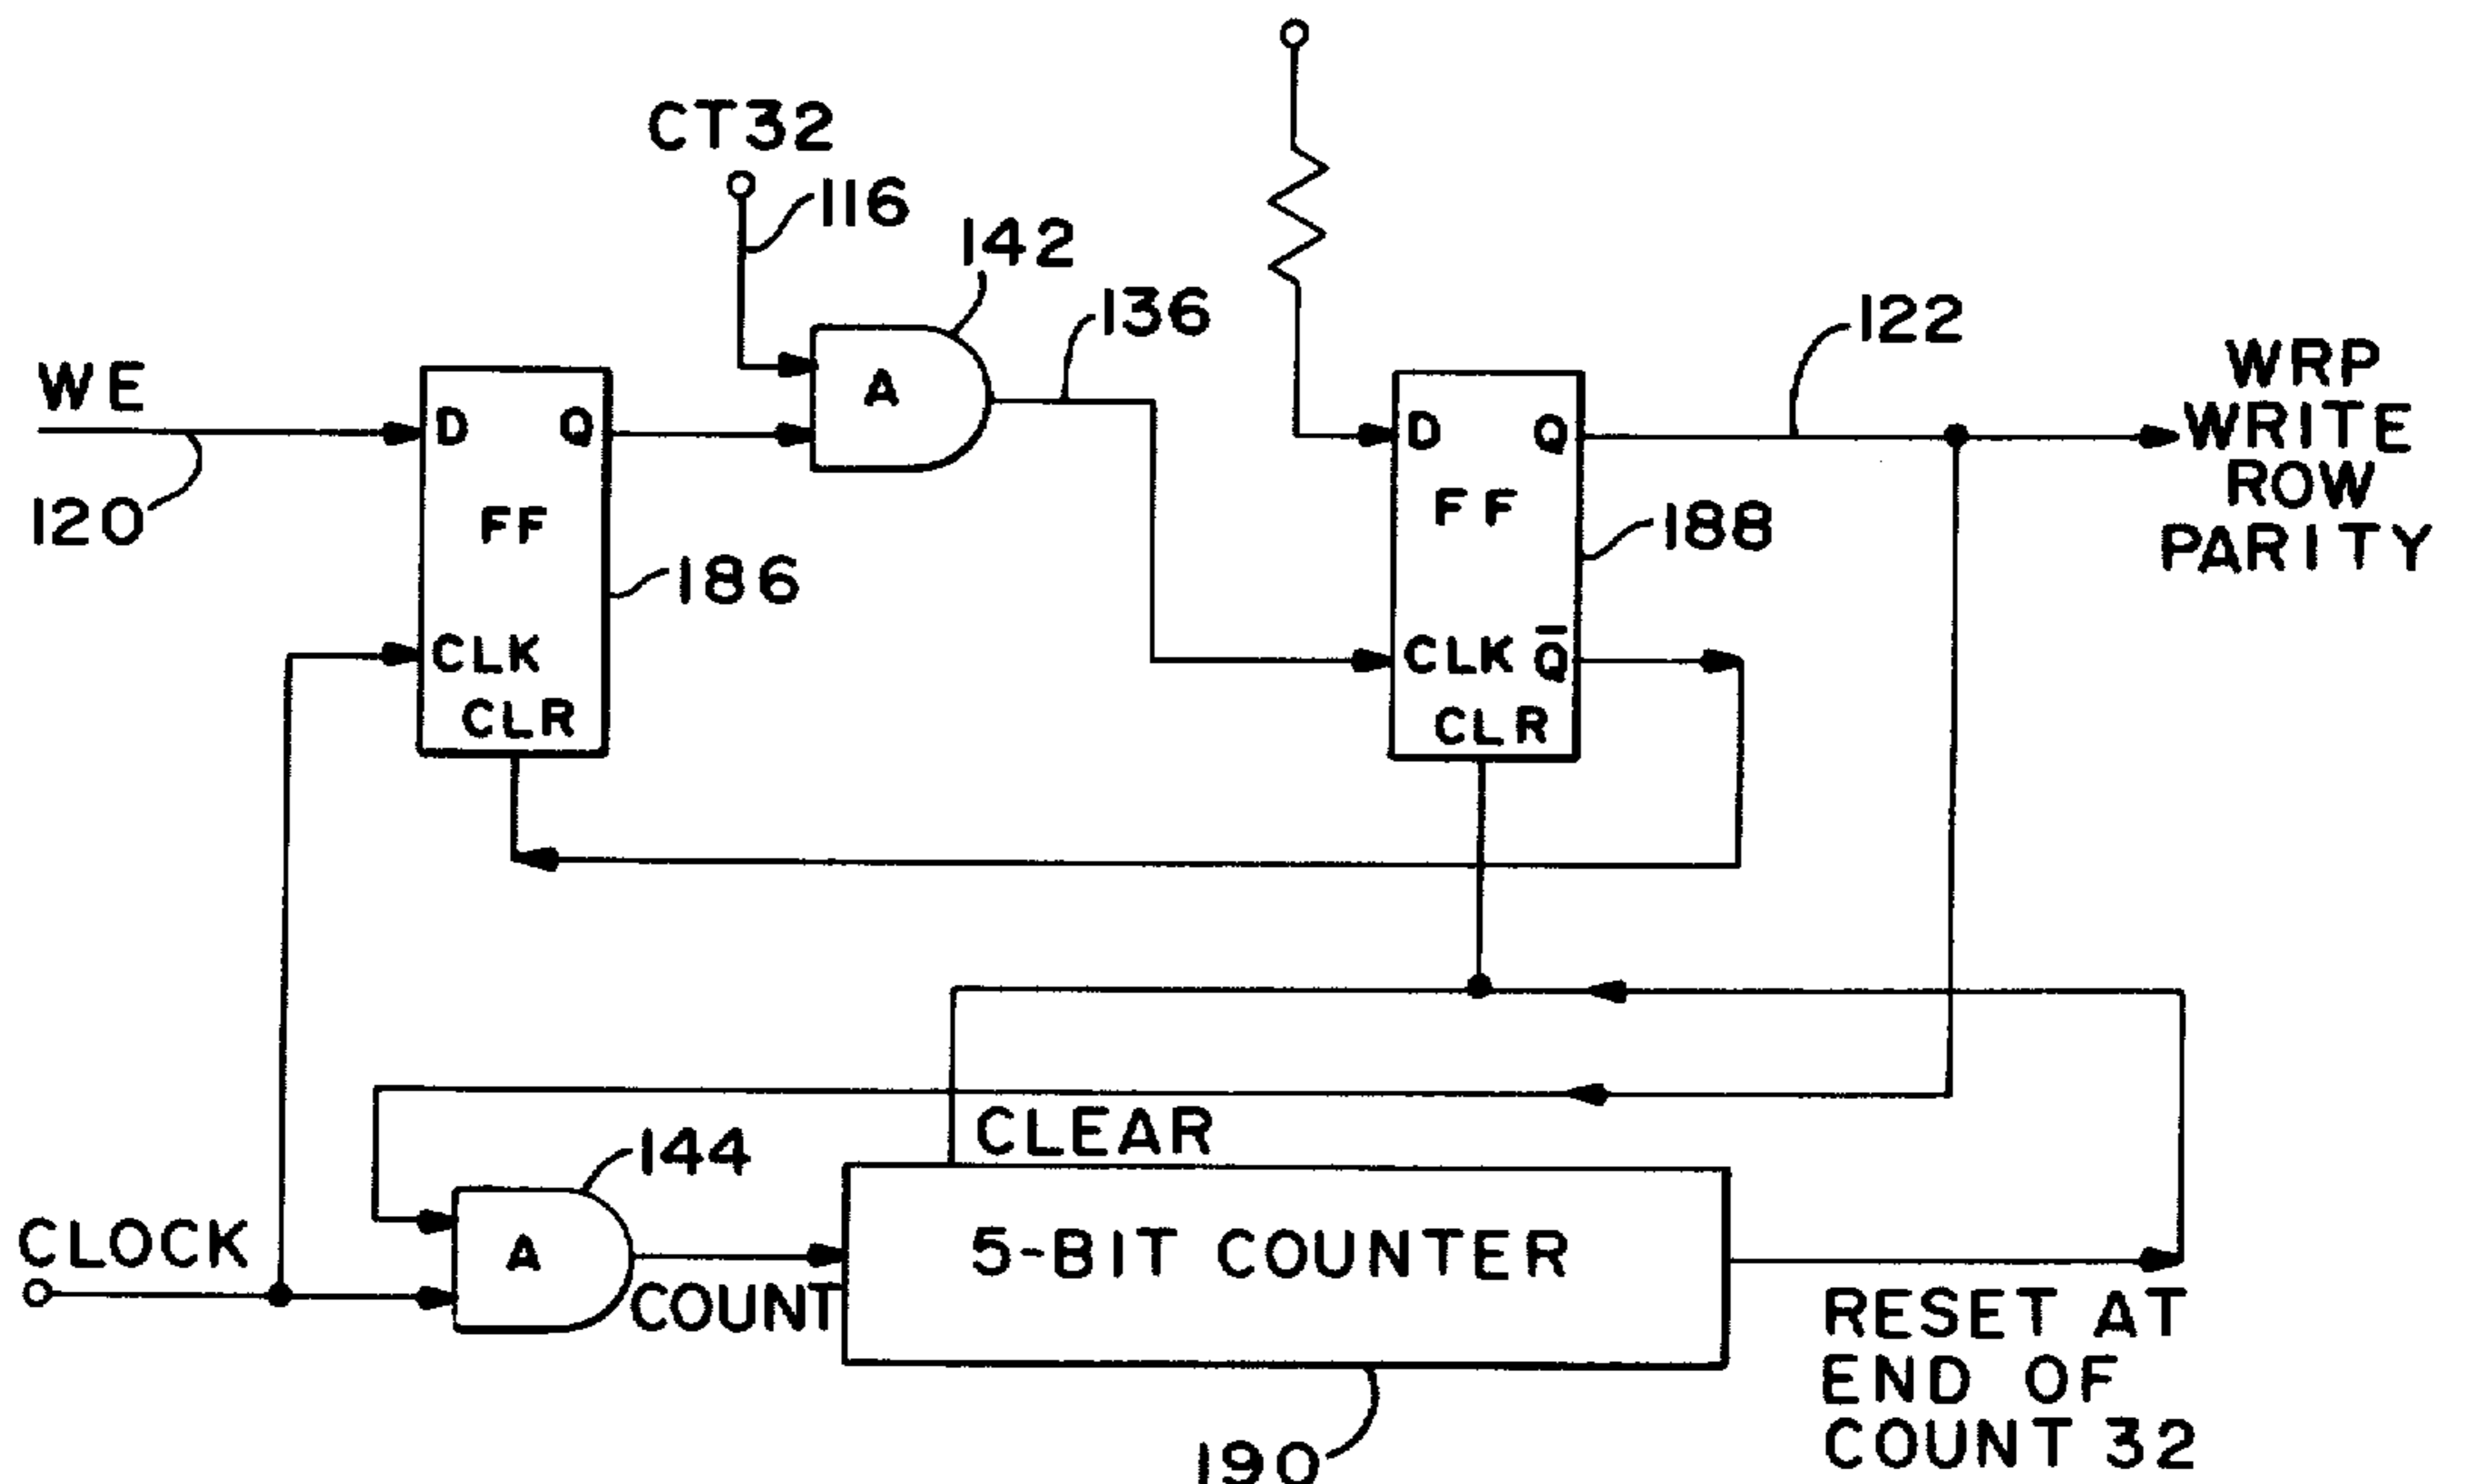 CT32
116
142
136
122
WE
120
D Q
FF
186
CLK
CLR
A
D Q
FF
188
CLK Q̅
CLR
WRP
WRITE
ROW
PARITY
CLEAR
144
CLOCK
A
COUNT
5-BIT COUNTER
190
RESET AT
END OF
COUNT 32